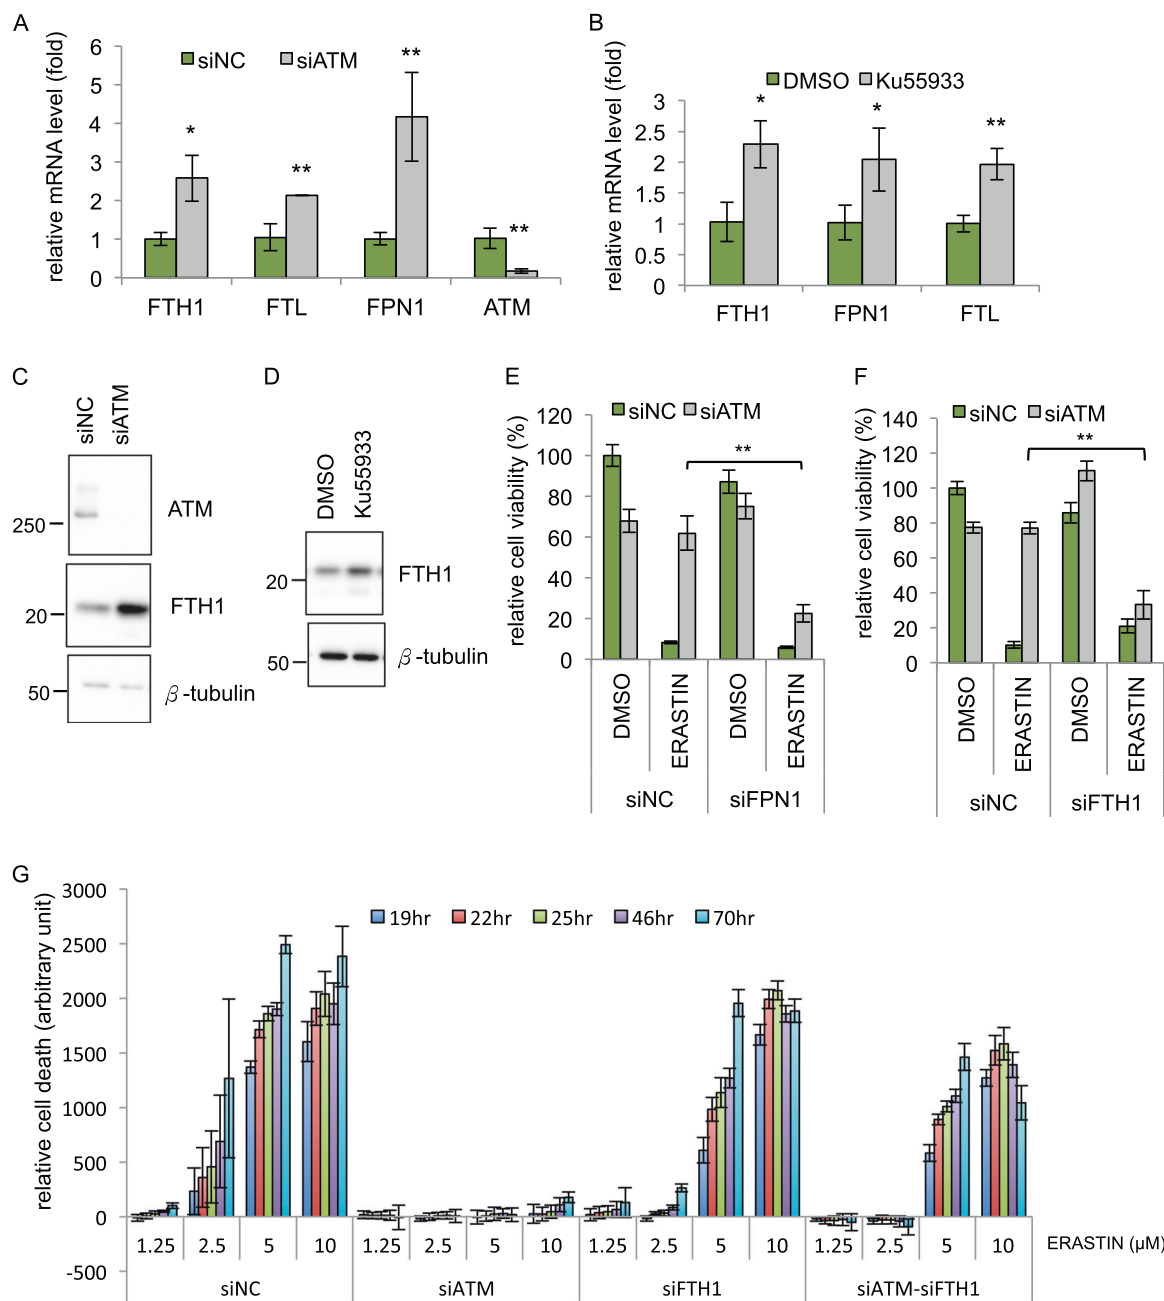 A
relative mRNA level (fold)
6
5
4
3
2
1
0
siNC siATM
*
**
**
**
FTH1 FTL FPN1 ATM
B
relative mRNA level (fold)
3
2.5
2
1.5
1
0.5
0
DMSO Ku55933
*
*
**
FTH1 FPN1 FTL
C
siNC
siATM
250
ATM
20
FTH1
50
β-tubulin
D
DMSO
Ku55933
20
FTH1
50
β-tubulin
E
relative cell viability (%)
120
100
80
60
40
20
0
siNC siATM
**
DMSO
ERASTIN
DMSO
ERASTIN
siNC siFPN1
F
relative cell viability (%)
140
120
100
80
60
40
20
0
siNC siATM
**
DMSO
ERASTIN
DMSO
ERASTIN
siNC siFTH1
G
relative cell death (arbitrary unit)
3000
2500
2000
1500
1000
500
0
-500
19hr 22hr 25hr 46hr 70hr
1.25 2.5 5 10 1.25 2.5 5 10 1.25 2.5 5 10 1.25 2.5 5 10 ERASTIN (μM)
siNC siATM siFTH1 siATM-siFTH1